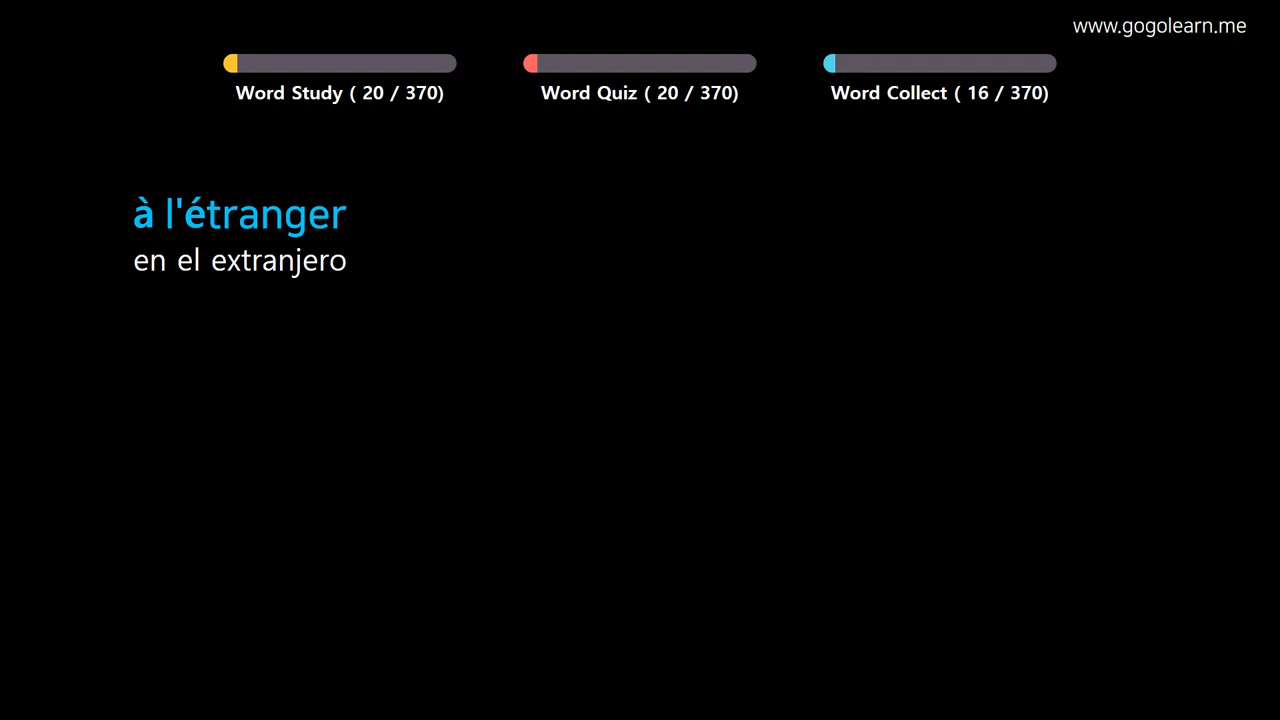 www.gogolearn.me
Word Study ( 20 / 370)
Word Quiz ( 20 / 370)
Word Collect ( 16 / 370)
à l'étranger
en el extranjero